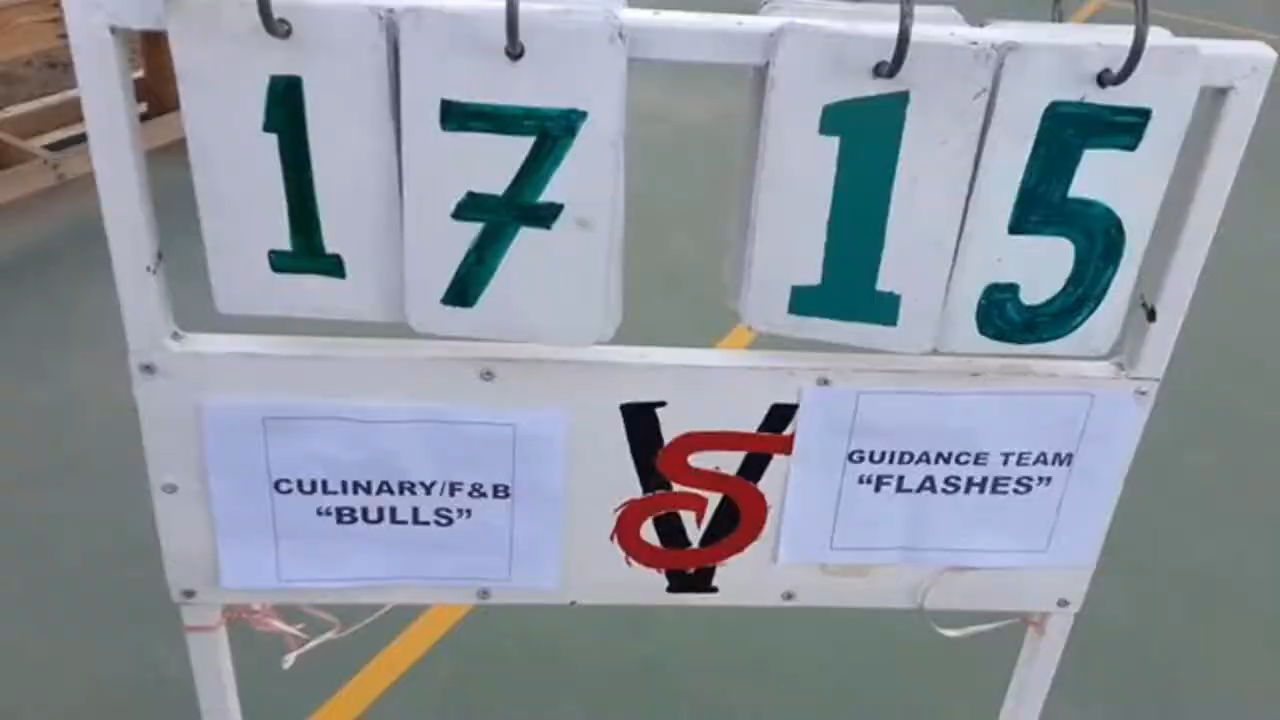 17 15
CULINARY/F&B
“BULLS”
VS
GUIDANCE TEAM
“FLASHES”